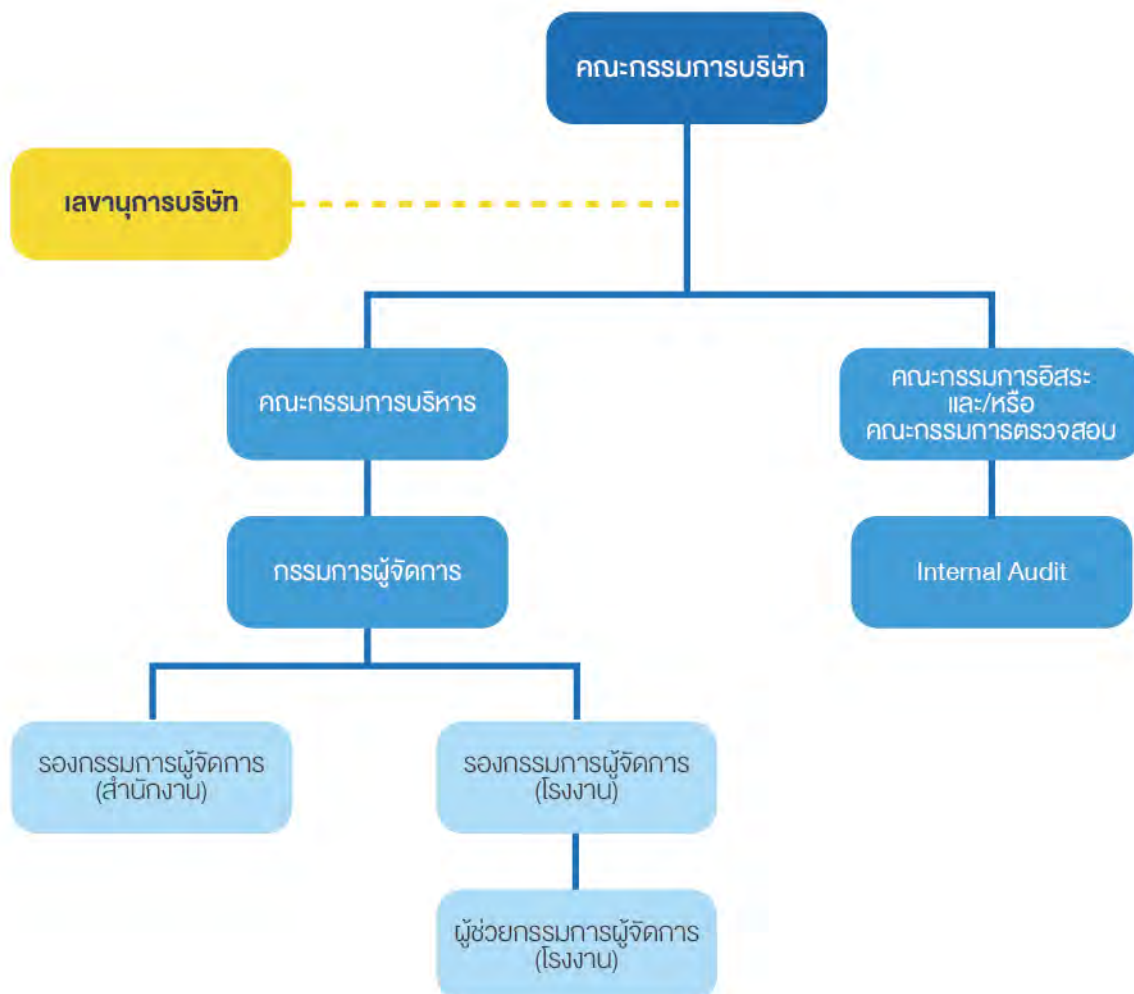 คณะกรรมการบริษัท
เลขานุการบริษัท
คณะกรรมการบริหาร
คณะกรรมการอิสระ
และ/หรือ
คณะกรรมการตรวจสอบ
กรรมการผู้จัดการ
Internal Audit
รองกรรมการผู้จัดการ
(สำนักงาน)
รองกรรมการผู้จัดการ
(โรงงาน)
ผู้ช่วยกรรมการผู้จัดการ
(โรงงาน)